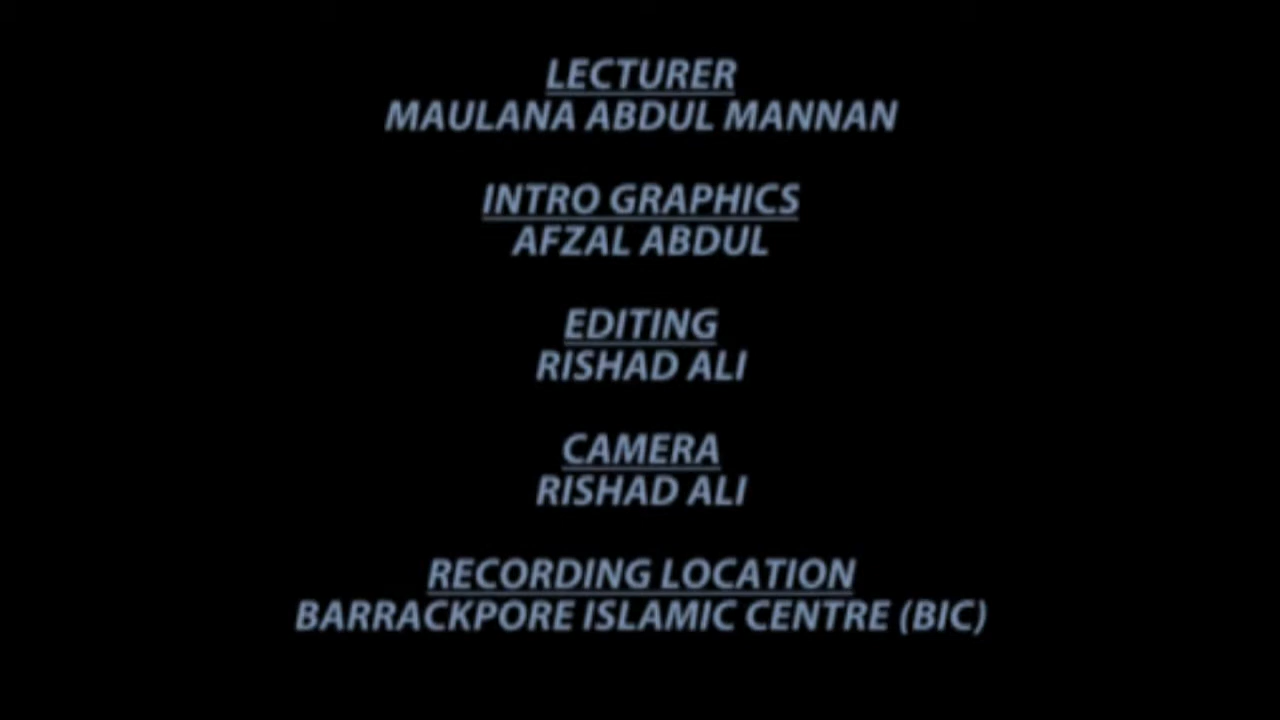 LECTURER
MAULANA ABDUL MANNAN
INTRO GRAPHICS
AFZAL ABDUL
EDITING
RISHAD ALI
CAMERA
RISHAD ALI
RECORDING LOCATION
BARRACKPORE ISLAMIC CENTRE (BIC)